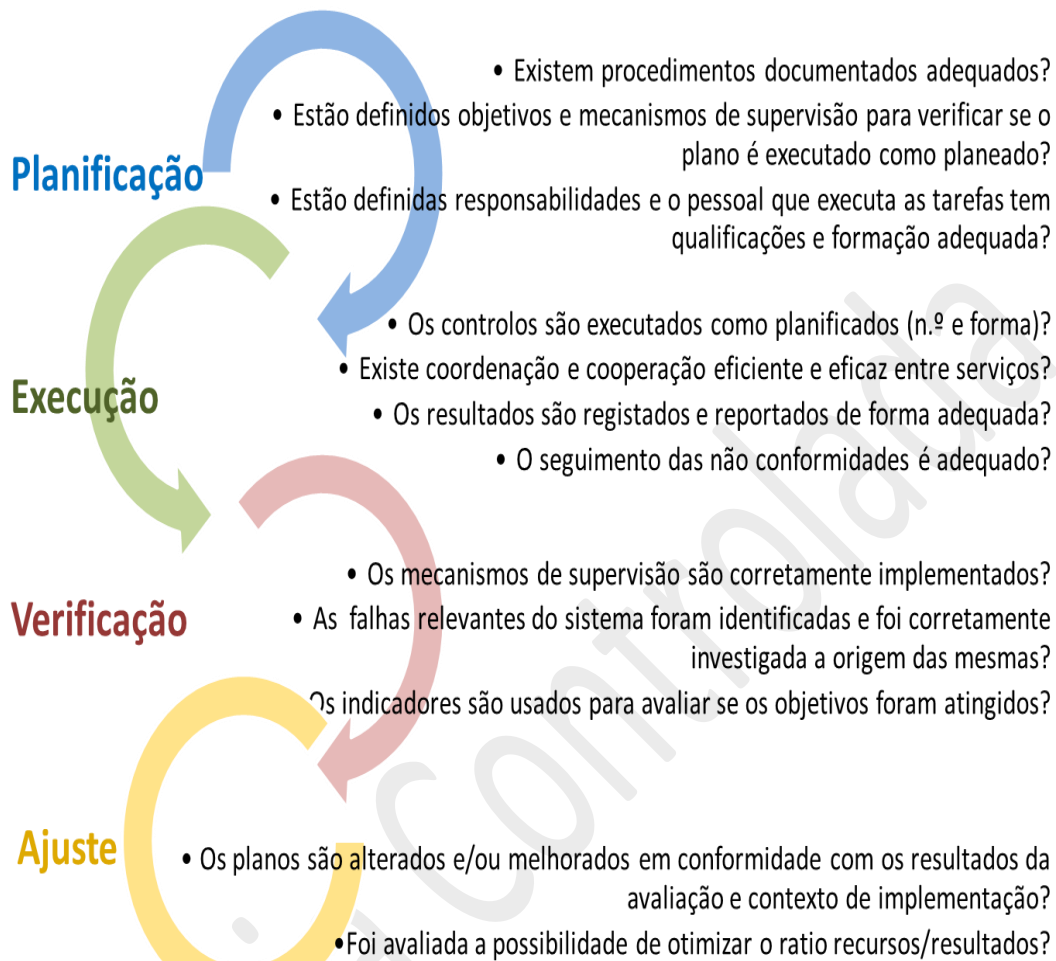 Planificação
• Existem procedimentos documentados adequados?
• Estão definidos objetivos e mecanismos de supervisão para verificar se o
plano é executado como planeado?
• Estão definidas responsabilidades e o pessoal que executa as tarefas tem
qualificações e formação adequada?
Execução
• Os controlos são executados como planificados (n.º e forma)?
• Existe coordenação e cooperação eficiente e eficaz entre serviços?
• Os resultados são registados e reportados de forma adequada?
• O seguimento das não conformidades é adequado?
Verificação
• Os mecanismos de supervisão são corretamente implementados?
• As falhas relevantes do sistema foram identificadas e foi corretamente
investigada a origem das mesmas?
Os indicadores são usados para avaliar se os objetivos foram atingidos?
Ajuste
• Os planos são alterados e/ou melhorados em conformidade com os resultados da
avaliação e contexto de implementação?
•Foi avaliada a possibilidade de otimizar o ratio recursos/resultados?
Controlada